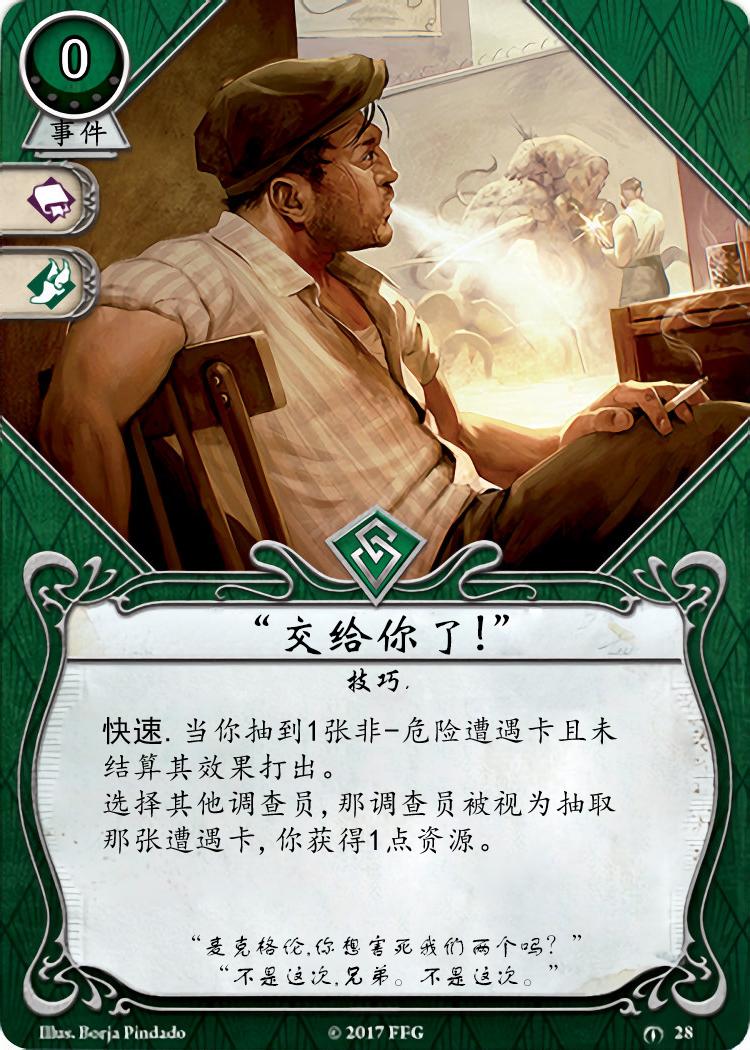 0
事件
“交给你了!”
技巧.
快速. 当你抽到1张非-危险遭遇卡且未
结算其效果打出。
选择其他调查员,那调查员被视为抽取
那张遭遇卡,你获得1点资源。
“麦克格伦,你想害死我们两个吗?”
“不是这次,兄弟。不是这次。”
Illus. Borja Pindado
© 2017 FFG
28